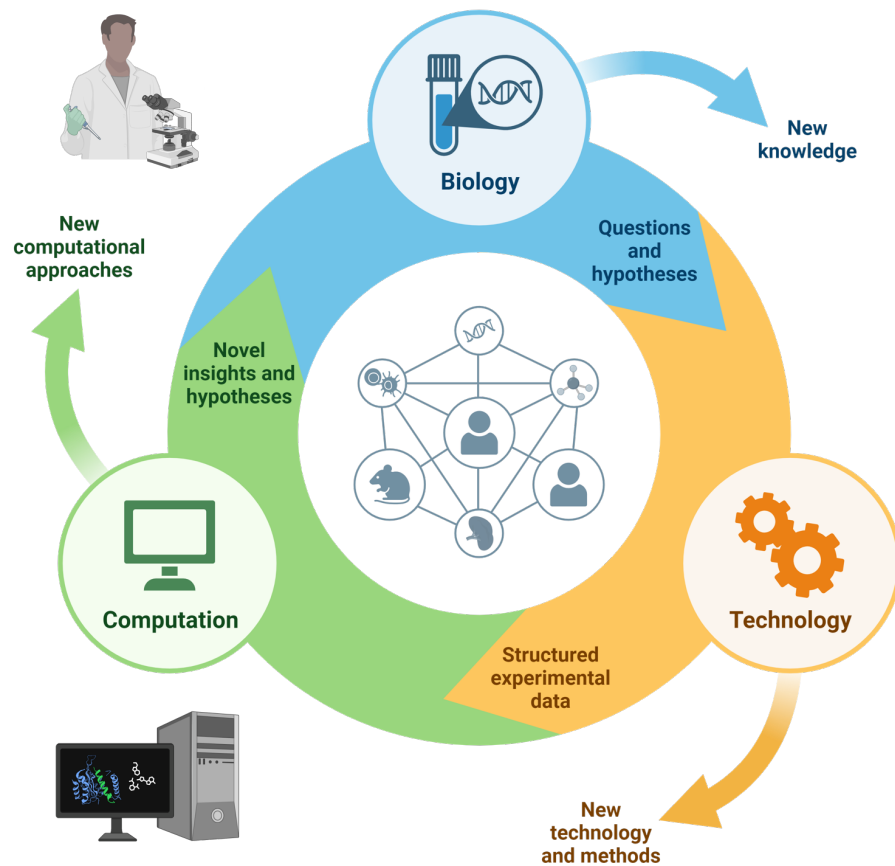 Biology
New
knowledge
Questions
and
hypotheses
New
computational
approaches
Novel
insights and
hypotheses
Computation
Technology
Structured
experimental
data
New
technology
and methods